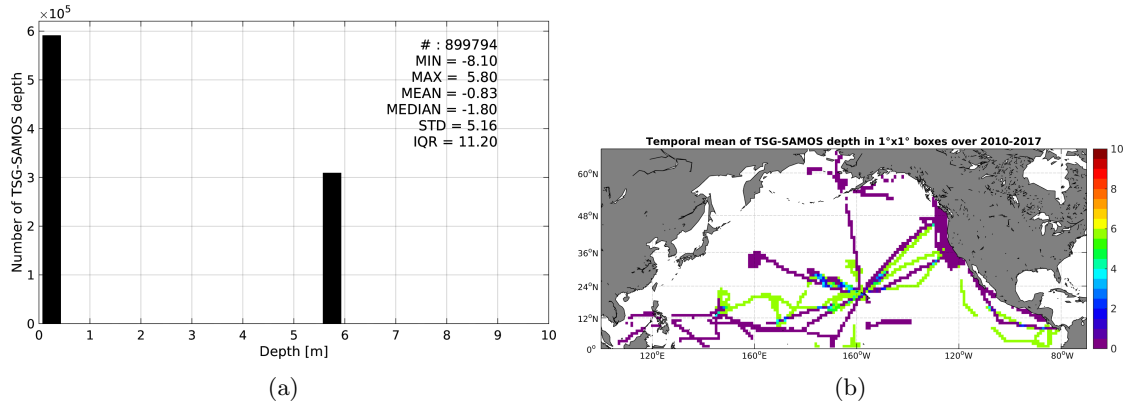 ×10⁵
6
5
4
3
2
1
0
Number of TSG-SAMOS depth
# : 899794
MIN = -8.10
MAX = 5.80
MEAN = -0.83
MEDIAN = -1.80
STD = 5.16
IQR = 11.20
0 1 2 3 4 5 6 7 8 9 10
Depth [m]
(a)
Temporal mean of TSG-SAMOS depth in 1°x1° boxes over 2010-2017
60°N
48°N
36°N
24°N
12°N
0°
120°E 160°E 160°W 120°W 80°W
10
8
6
4
2
0
(b)